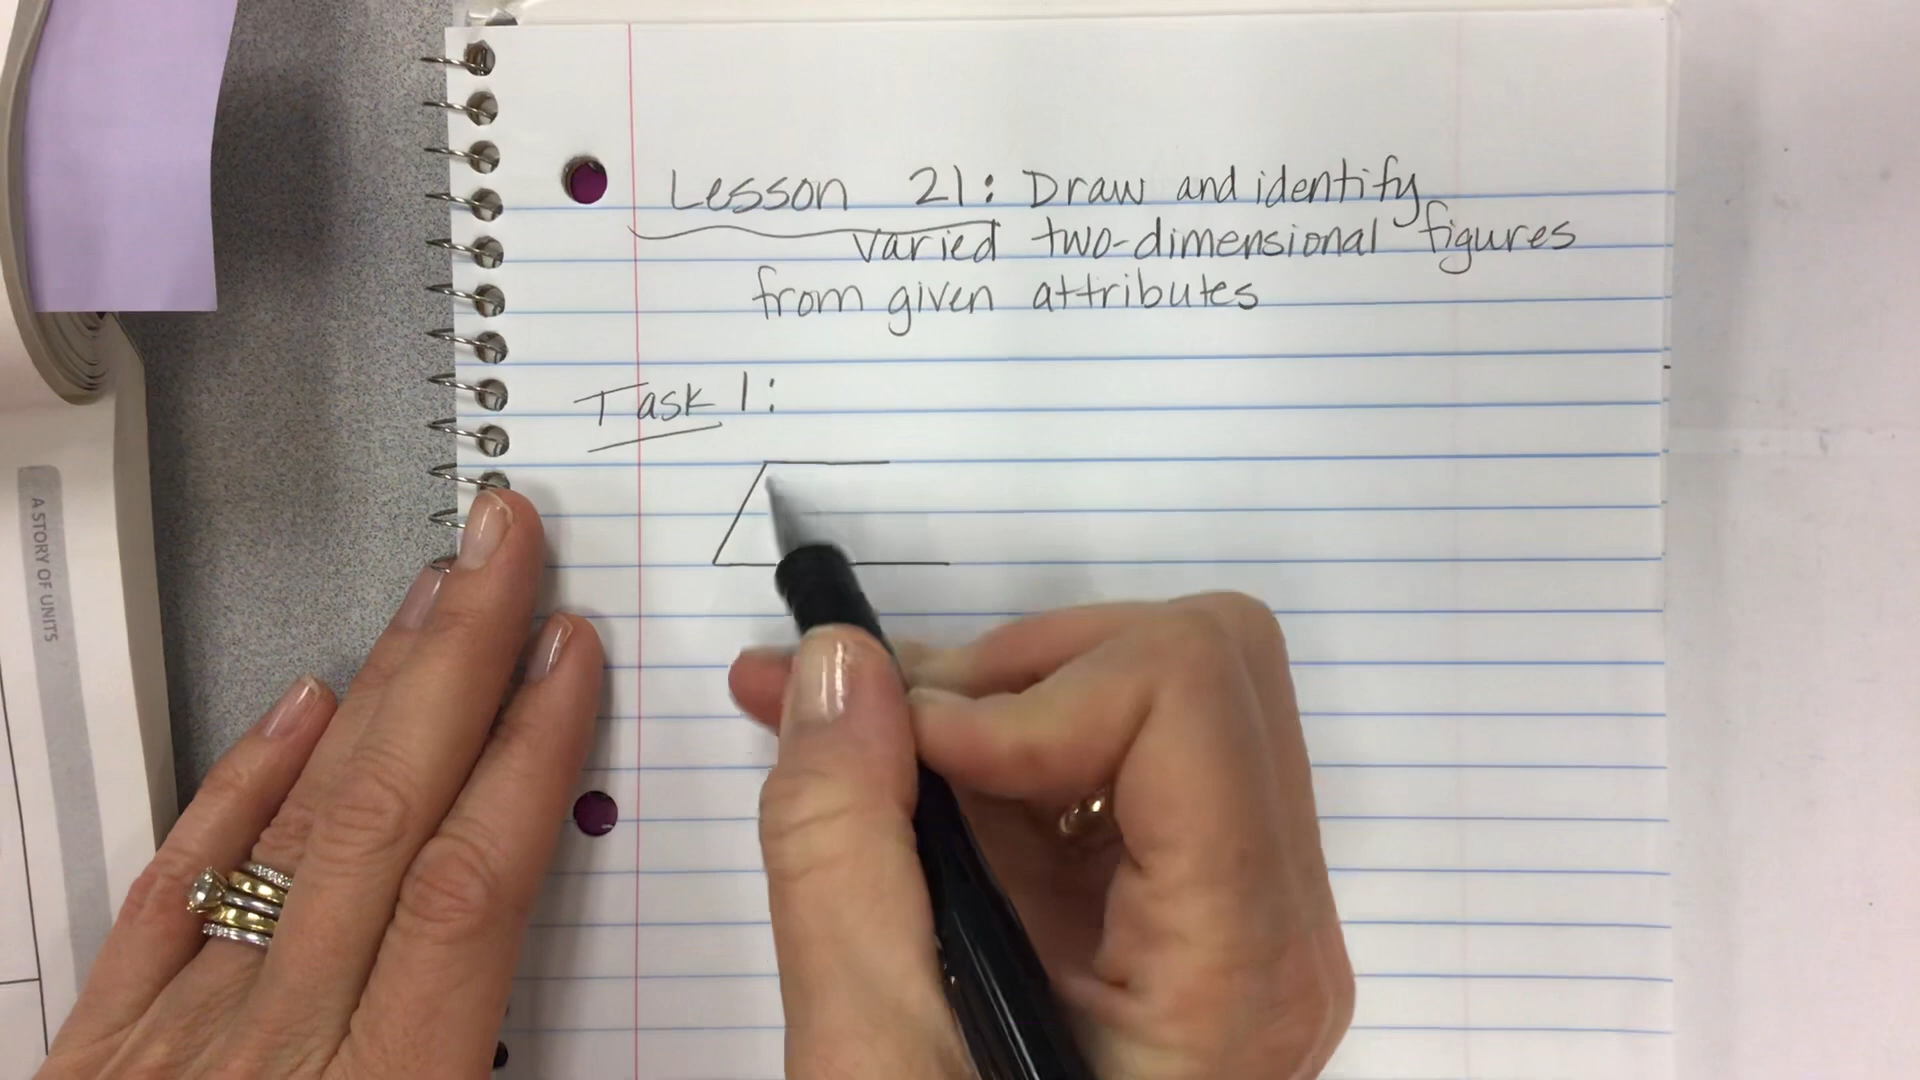 Lesson 21: Draw and identify
varied two-dimensional figures
from given attributes
Task 1:
A STORY OF UNITS